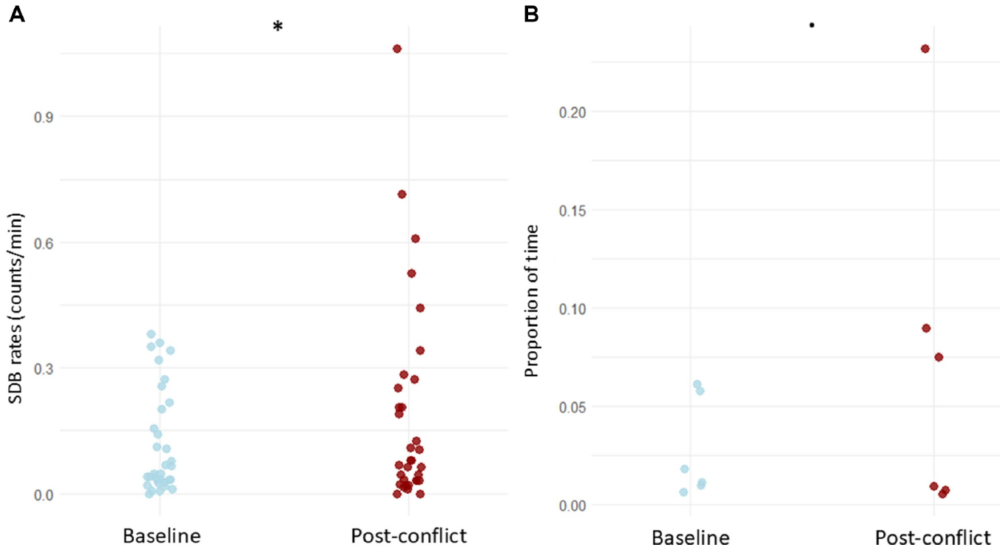 A
*
SDB rates (counts/min)
0.9
0.6
0.3
0.0
Baseline Post-conflict
B
.
Proportion of time
0.20
0.15
0.10
0.05
0.00
Baseline Post-conflict